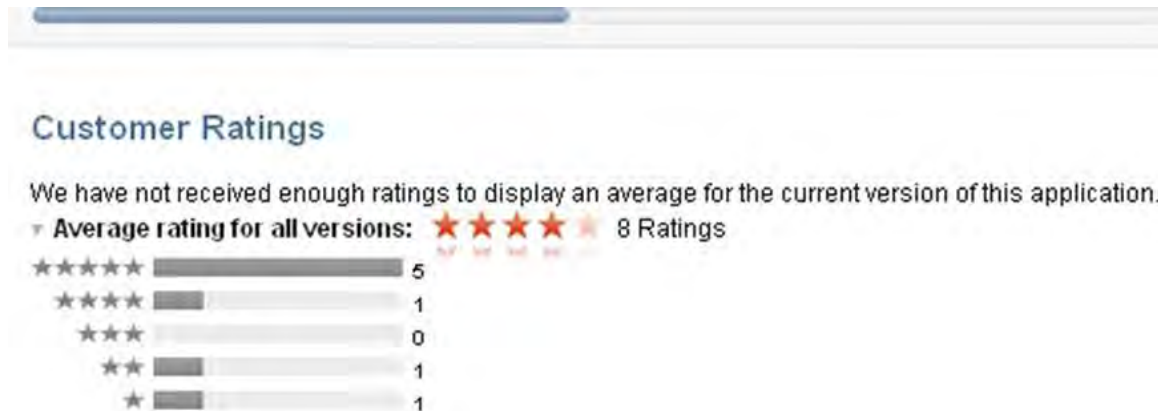 Customer Ratings
We have not received enough ratings to display an average for the current version of this application.
Average rating for all versions: 8 Ratings
5
1
0
1
1